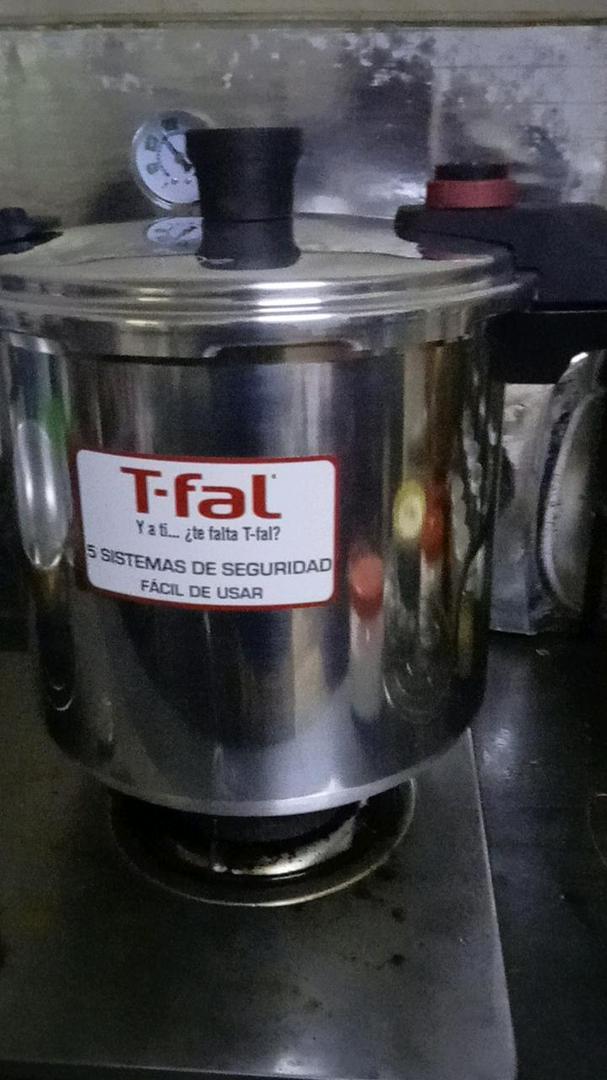 T-fal
Y a ti... ¿te falta T-fal?
5 SISTEMAS DE SEGURIDAD
FÁCIL DE USAR